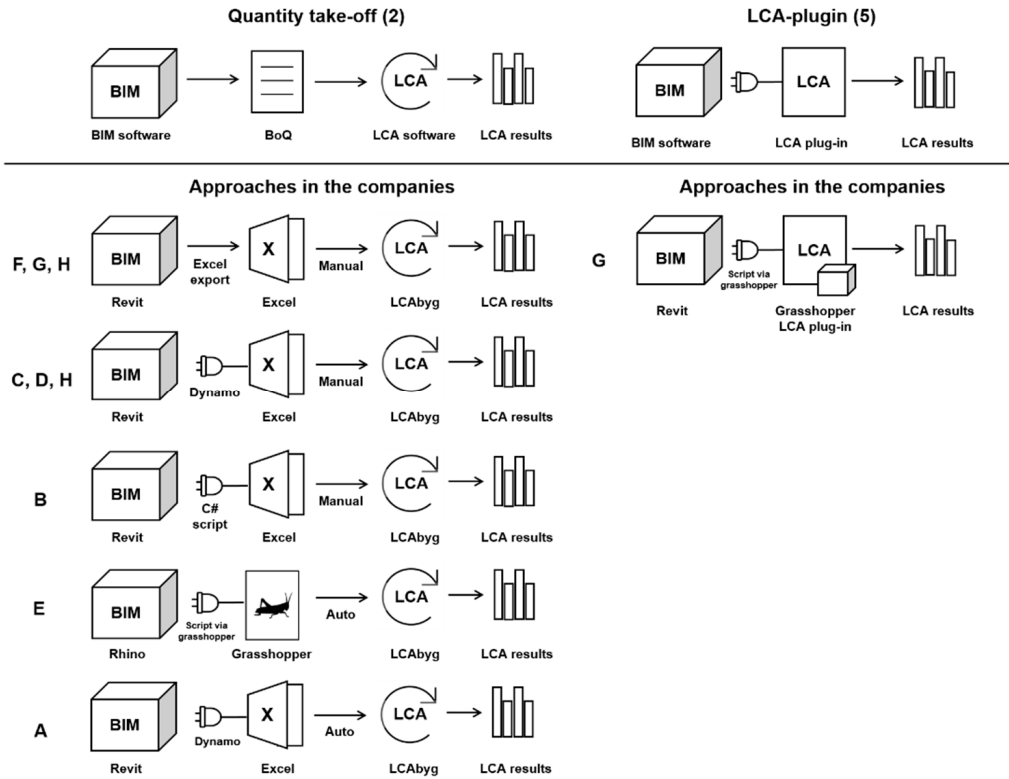 Quantity take-off (2)
LCA-plugin (5)
BIM
LCA
BIM
LCA
BIM software
BoQ
LCA software
LCA results
BIM software
LCA plug-in
LCA results
Approaches in the companies
Approaches in the companies
F, G, H
BIM
Excel
export
X
Manual
LCA
Revit
Excel
LCAbyg
LCA results
G
BIM
Script via
grasshopper
LCA
Revit
Grasshopper
LCA plug-in
LCA results
C, D, H
BIM
Dynamo
X
Manual
LCA
Revit
Excel
LCAbyg
LCA results
B
BIM
C#
script
X
Manual
LCA
Revit
Excel
LCAbyg
LCA results
E
BIM
Script via
grasshopper
Auto
LCA
Rhino
Grasshopper
LCAbyg
LCA results
A
BIM
Dynamo
X
Auto
LCA
Revit
Excel
LCAbyg
LCA results